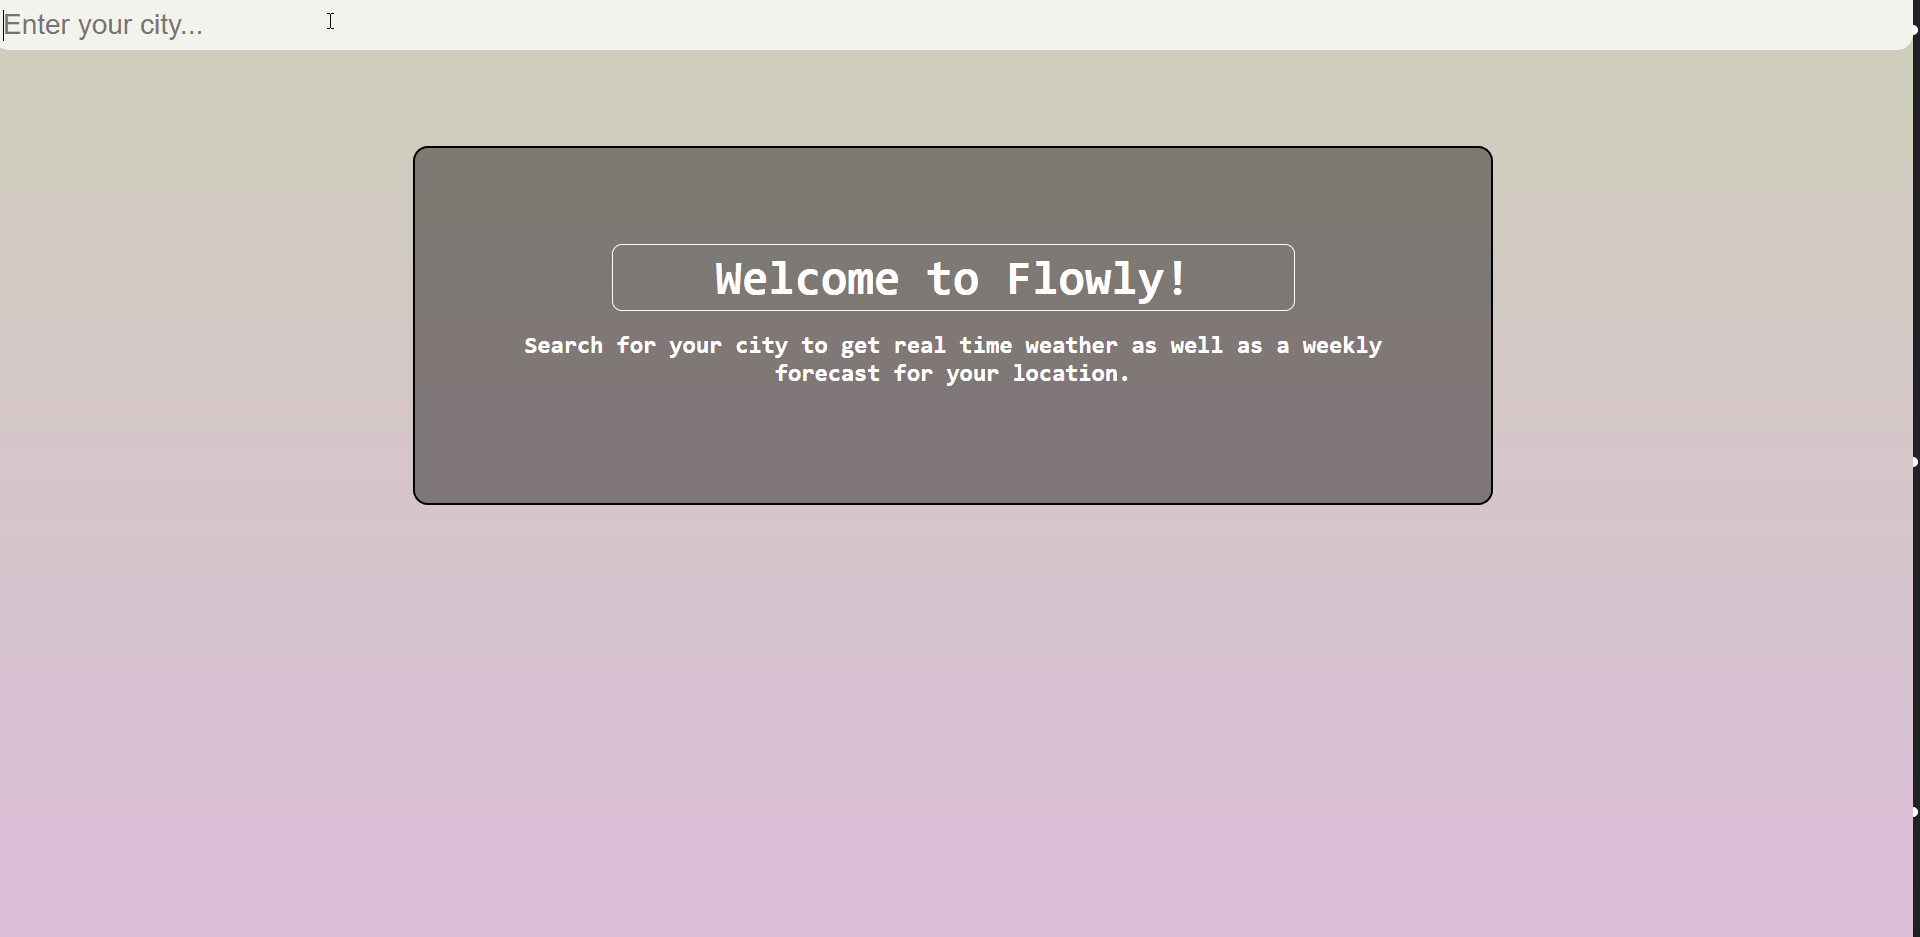 Enter your city...
Welcome to Flowly!
Search for your city to get real time weather as well as a weekly
forecast for your location.